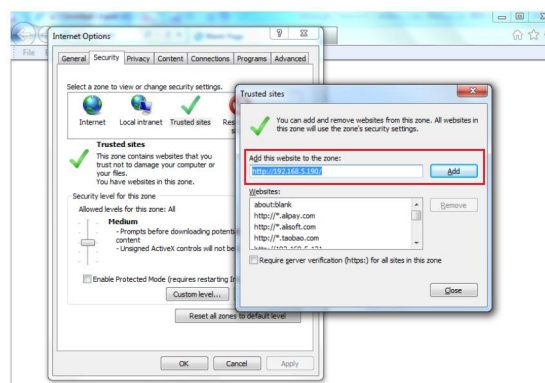 Internet Options
File
General Security Privacy Content Connections Programs Advanced
Select a zone to view or change security settings.
Internet Local intranet Trusted sites
Trusted sites
This zone contains websites that you
trust not to damage your computer or
your files.
You have websites in this zone.
Security level for this zone
Allowed levels for this zone: All
Medium
- Prompts before downloading
content
- Unsigned ActiveX controls will not be
Enable Protected Mode (requires restarting
Custom level...
Reset all zones to default level
OK Cancel Apply
Trusted sites
You can add and remove websites from this zone. All websites in
this zone will use the zone's security settings.
Add this website to the zone:
http://192.168.5.190/ Add
Websites:
about:blank Remove
http://*.alipay.com
http://*.alisoft.com
http://*.taobao.com
Require server verification (https:) for all sites in this zone
Close